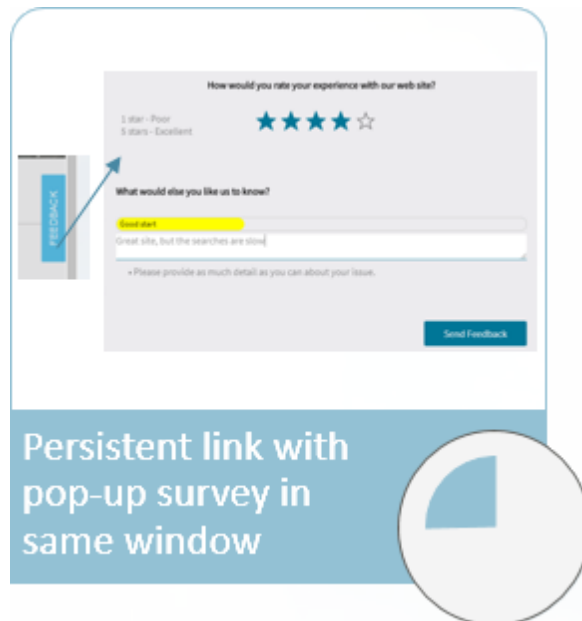 How would you rate your experience with our web site?
1 star - Poor
5 stars - Excellent
FEEDBACK
What would else you like us to know?
Good start
Great site, but the searches are slow
• Please provide as much detail as you can about your issue.
Send Feedback
Persistent link with
pop-up survey in
same window